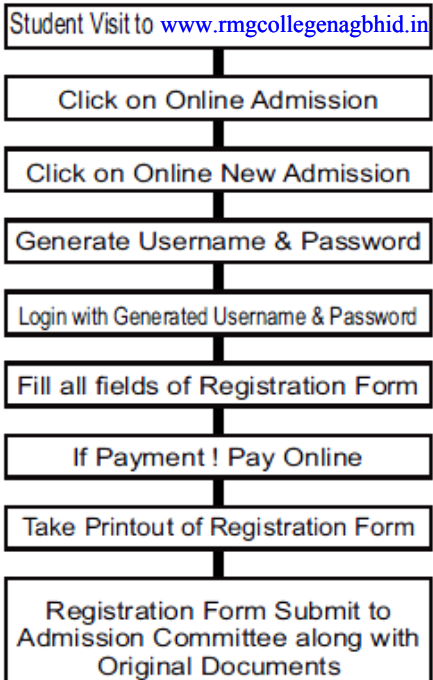 Student Visit to www.rmgcollegenagbhid.in
Click on Online Admission
Click on Online New Admission
Generate Username & Password
Login with Generated Username & Password
Fill all fields of Registration Form
If Payment ! Pay Online
Take Printout of Registration Form
Registration Form Submit to
Admission Committee along with
Original Documents